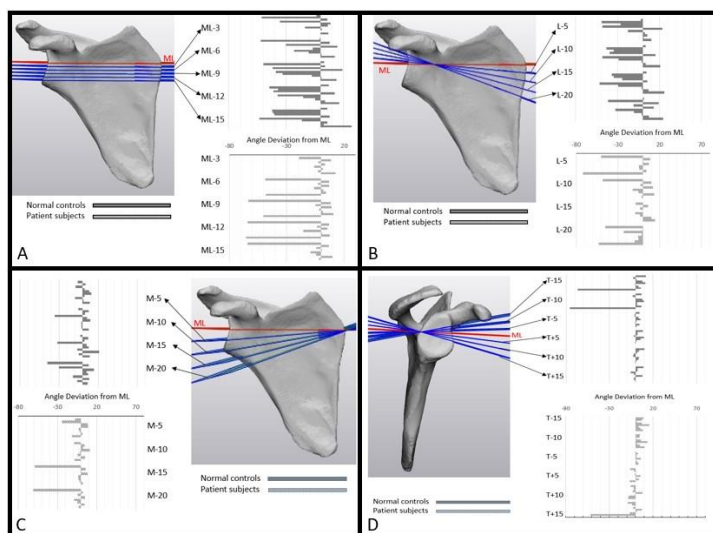 ML
ML-3
ML-6
ML-9
ML-12
ML-15
Angle Deviation from ML
-80 -30 20
ML-3
ML-6
ML-9
ML-12
ML-15
Normal controls
Patient subjects
A
ML
L-5
L-10
L-15
L-20
Angle Deviation from ML
-80 -30 20 70
L-5
L-10
L-15
L-20
Normal controls
Patient subjects
B
M-5
M-10
M-15
M-20
ML
Angle Deviation from ML
-80 -30 20 70
M-5
M-10
M-15
M-20
Normal controls
Patient subjects
C
T-15
T-10
T-5
ML
T+5
T+10
T+15
Angle Deviation from ML
-80 -30 20 70
T-15
T-10
T-5
T+5
T+10
T+15
Normal controls
Patient subjects
D